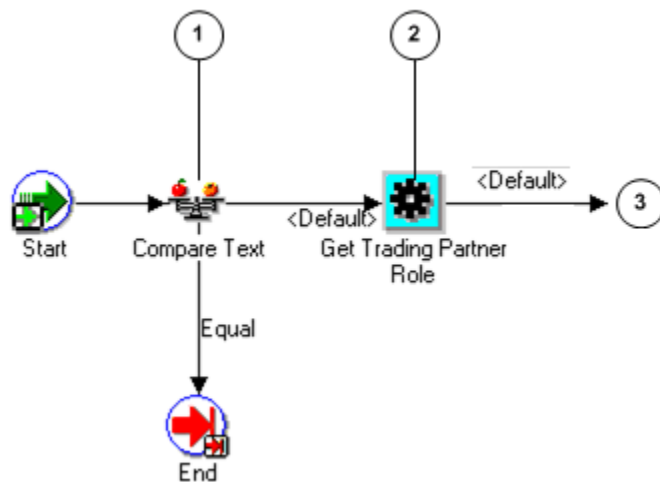 1
2
<Default>
3
<Default>
Start
Compare Text
Get Trading Partner
Role
Equal
End